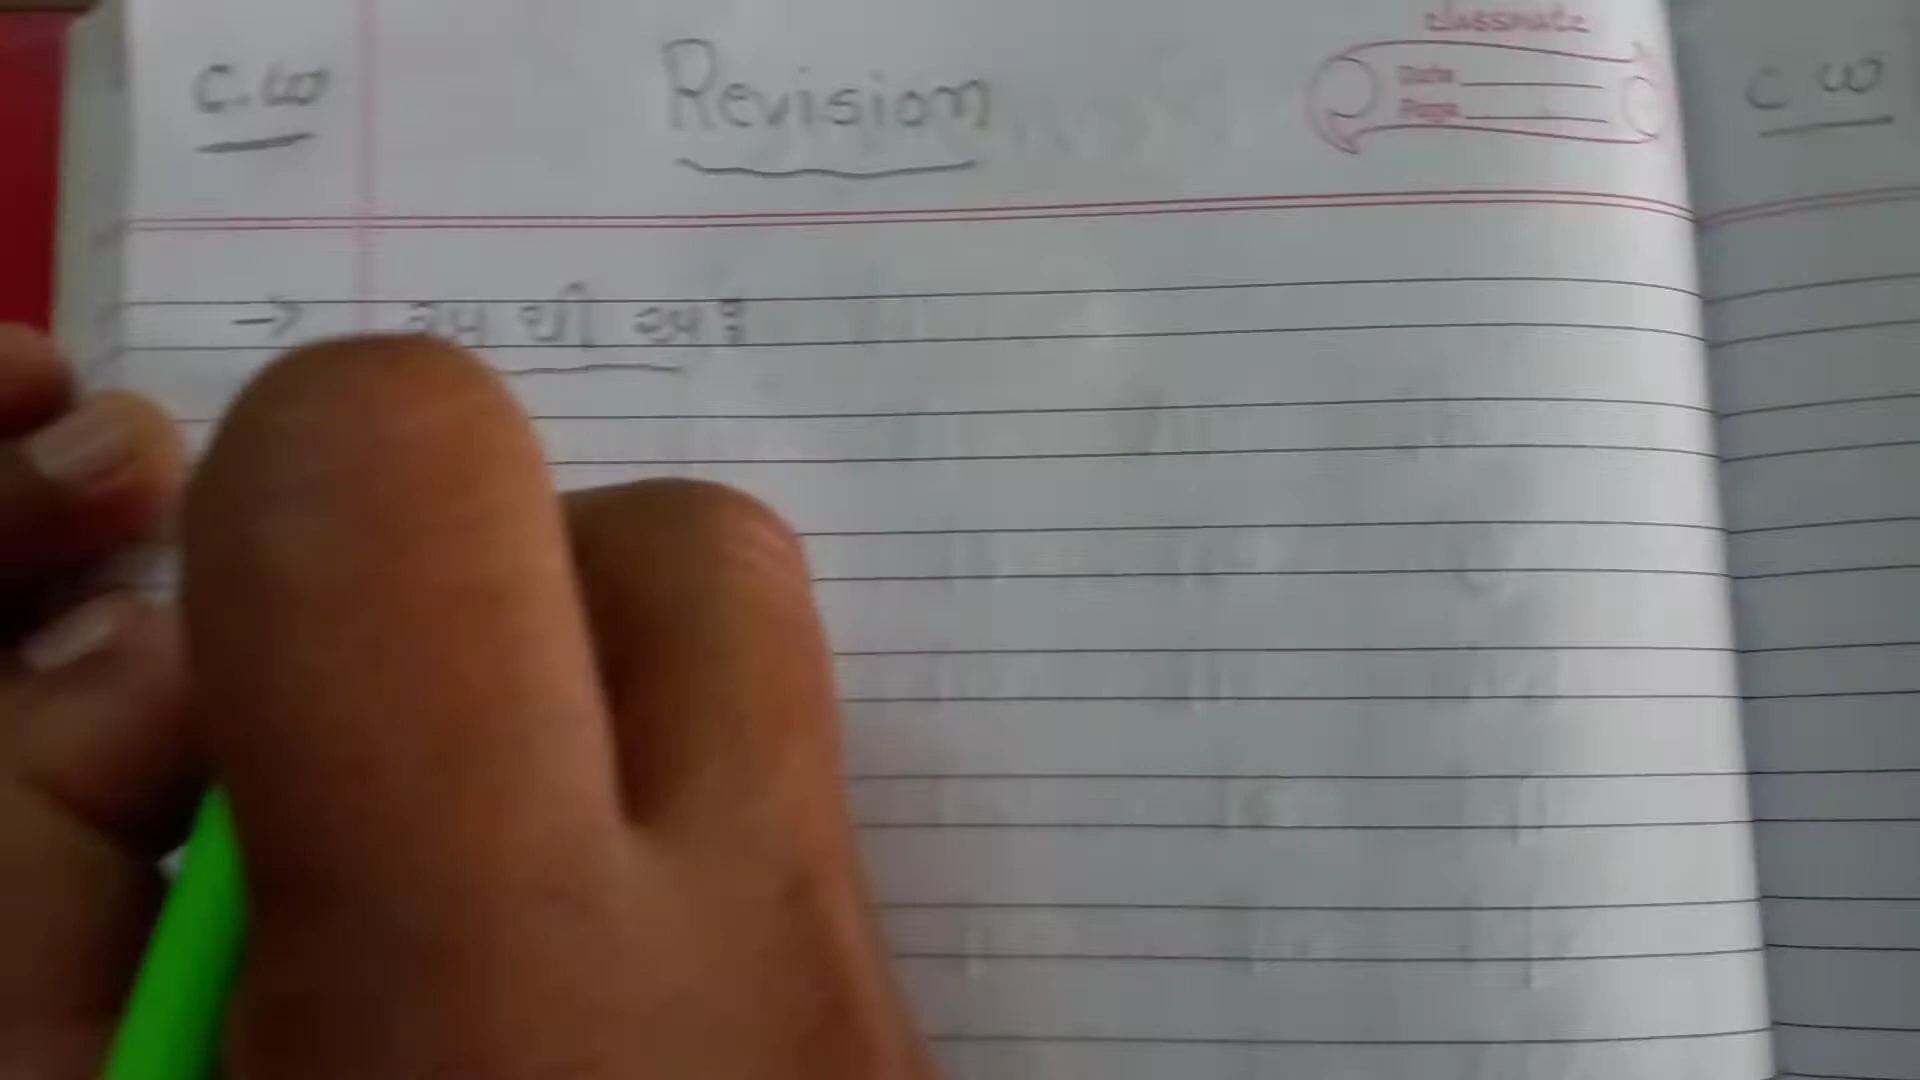 classmate
C.W Revision
Date
Page
C W
→ અ થી અઃ